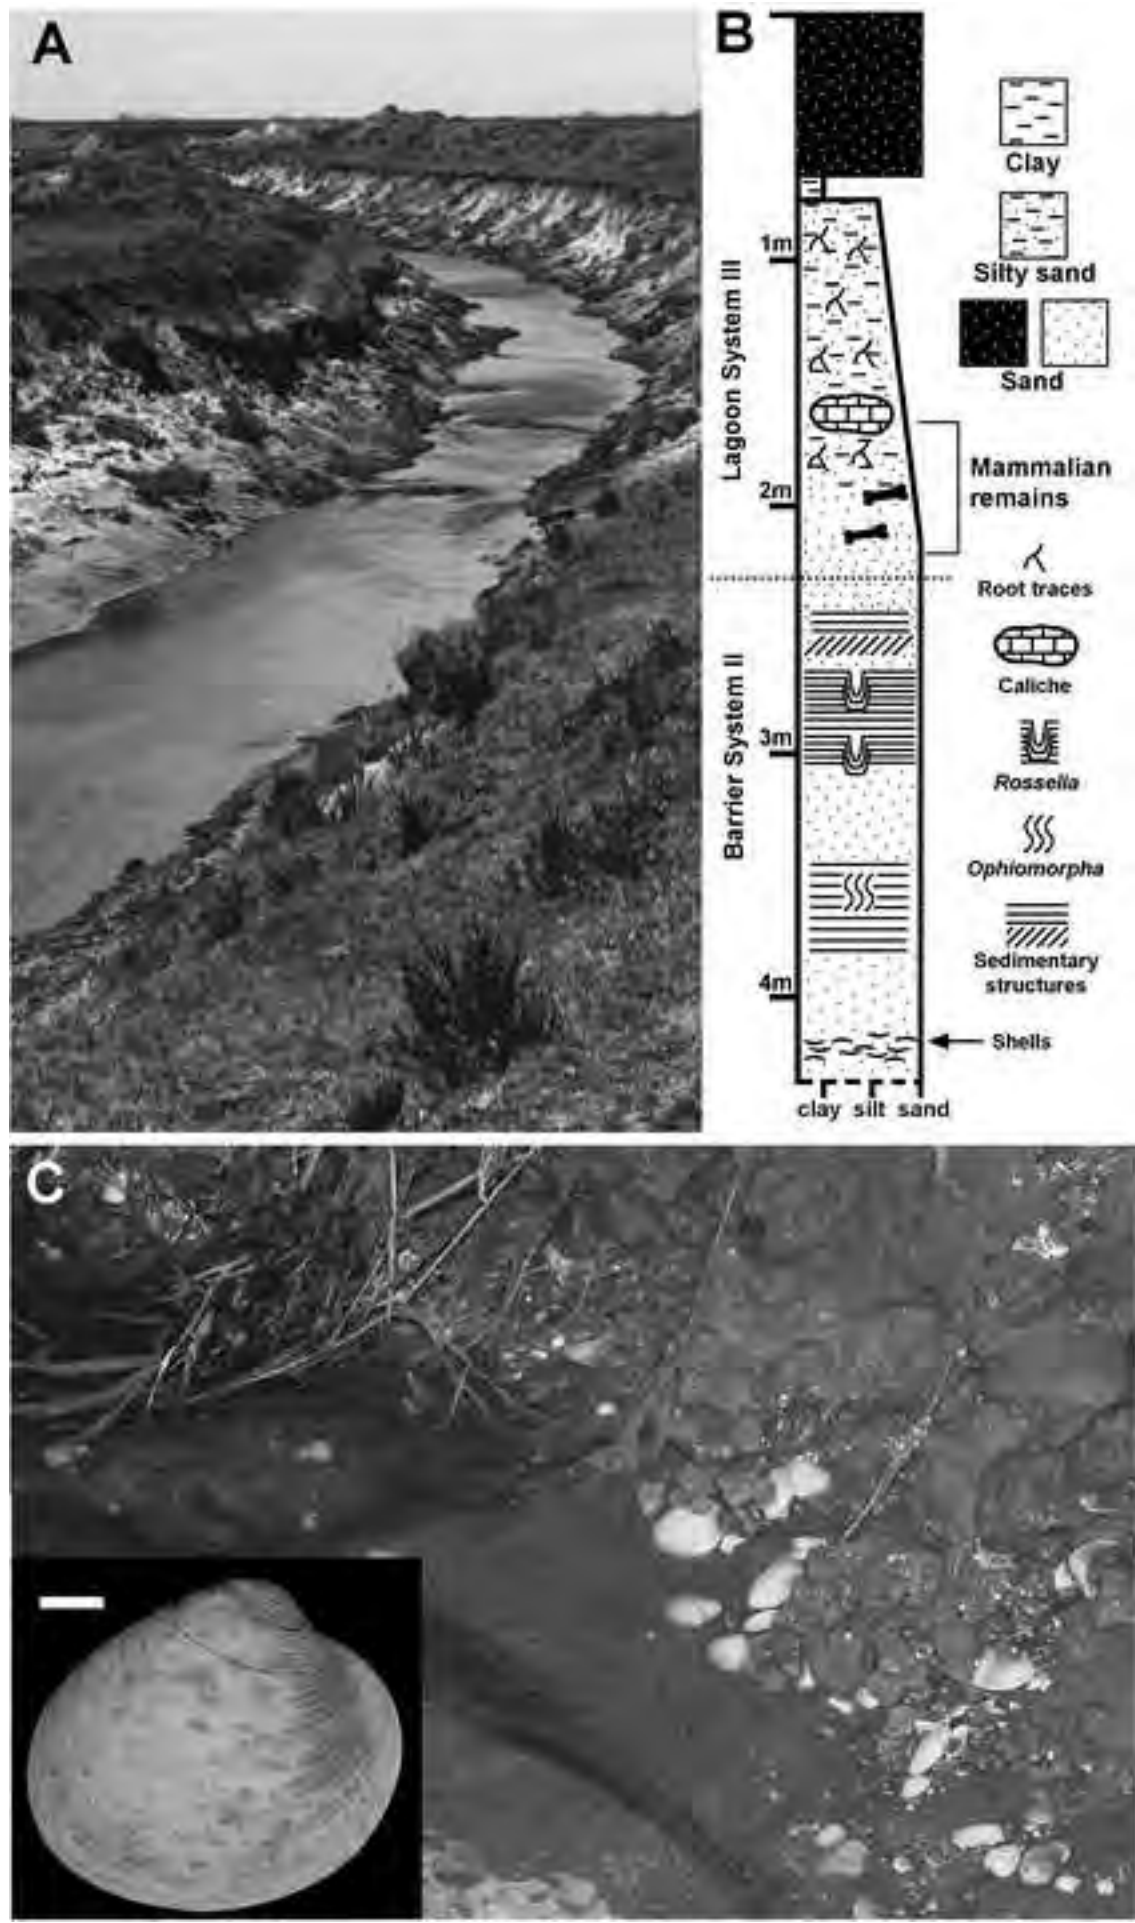 A
B
Clay
Silty sand
Sand
1m
Lagoon System III
2m
Mammalian
remains
Root traces
Caliche
Barrier System II
3m
Rossella
Ophiomorpha
Sedimentary
structures
4m
Shells
clay silt sand
C